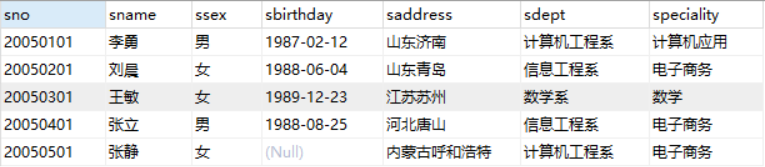 sno sname ssex sbirthday saddress sdept speciality
20050101 李勇 男 1987-02-12 山东济南 计算机工程系 计算机应用
20050201 刘晨 女 1988-06-04 山东青岛 信息工程系 电子商务
20050301 王敏 女 1989-12-23 江苏苏州 数学系 数学
20050401 张立 男 1988-08-25 河北唐山 信息工程系 电子商务
20050501 张静 女 (Null) 内蒙古呼和浩特 计算机工程系 电子商务